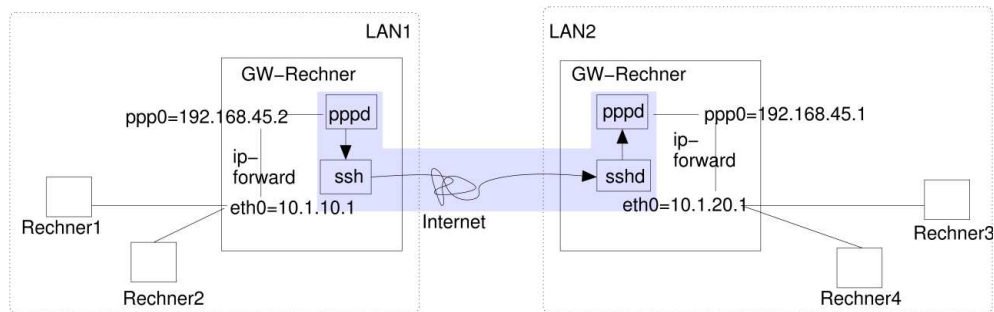 LAN1
GW-Rechner
ppp0=192.168.45.2
pppd
ip-
forward
ssh
eth0=10.1.10.1
Rechner1
Rechner2
Internet
LAN2
GW-Rechner
pppd
ppp0=192.168.45.1
ip-
forward
sshd
eth0=10.1.20.1
Rechner3
Rechner4